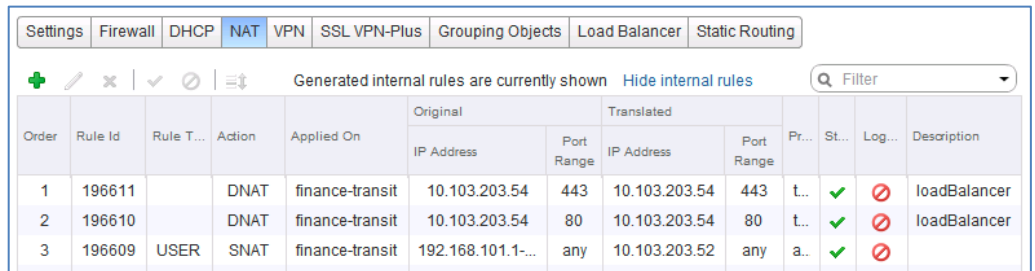 Settings Firewall DHCP NAT VPN SSL VPN-Plus Grouping Objects Load Balancer Static Routing
Generated internal rules are currently shown Hide internal rules Filter
Original Translated
Order Rule Id Rule T... Action Applied On IP Address Port Range IP Address Port Range Pr... St... Log... Description
1 196611 DNAT finance-transit 10.103.203.54 443 10.103.203.54 443 t... loadBalancer
2 196610 DNAT finance-transit 10.103.203.54 80 10.103.203.54 80 t... loadBalancer
3 196609 USER SNAT finance-transit 192.168.101.1-... any 10.103.203.52 any a...